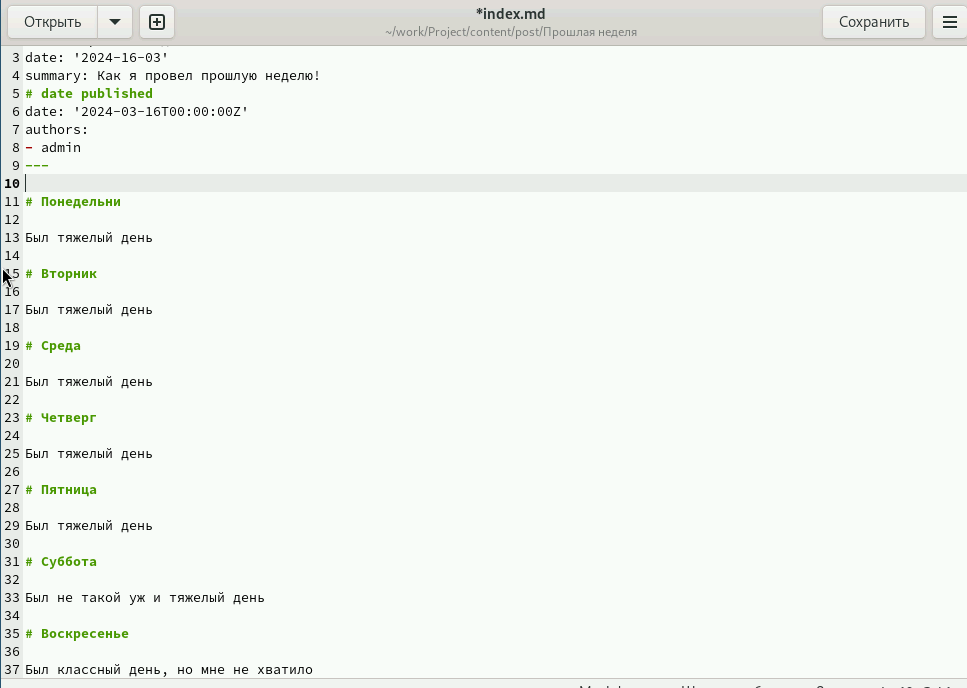 Открыть
*index.md
~/work/Project/content/post/Прошлая неделя
Сохранить
3 date: '2024-16-03'
4 summary: Как я провел прошлую неделю!
5 # date published
6 date: '2024-03-16T00:00:00Z'
7 authors:
8 - admin
9 ---
10
11 # Понедельни
12
13 Был тяжелый день
14
15 # Вторник
16
17 Был тяжелый день
18
19 # Среда
20
21 Был тяжелый день
22
23 # Четверг
24
25 Был тяжелый день
26
27 # Пятница
28
29 Был тяжелый день
30
31 # Суббота
32
33 Был не такой уж и тяжелый день
34
35 # Воскресенье
36
37 Был классный день, но мне не хватило